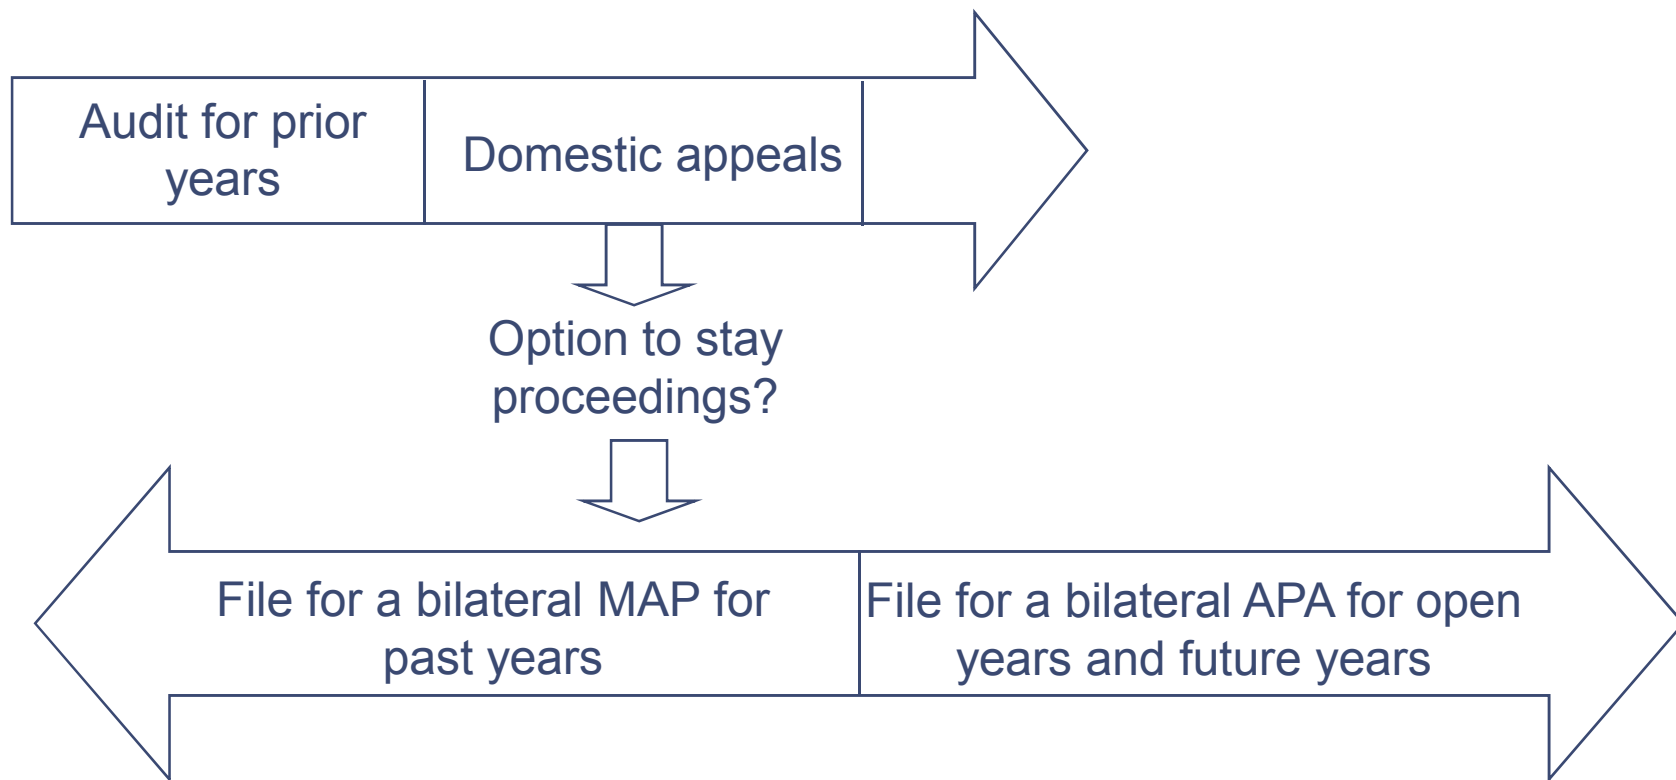 Audit for prior
years
Domestic appeals
Option to stay
proceedings?
File for a bilateral MAP for
past years
File for a bilateral APA for open
years and future years